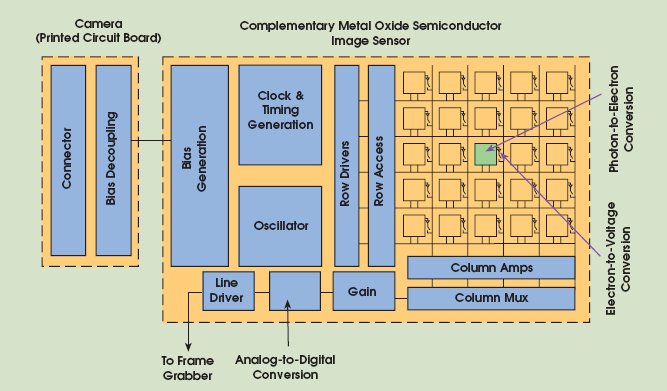 Camera
(Printed Circuit Board)
Complementary Metal Oxide Semiconductor
Image Sensor
Connector
Bias Decoupling
Bias
Generation
Clock &
Timing
Generation
Oscillator
Row Drivers
Row Access
Photon-to-Electron
Conversion
Electron-to-Voltage
Conversion
Column Amps
Column Mux
Line
Driver
Gain
To Frame
Grabber
Analog-to-Digital
Conversion